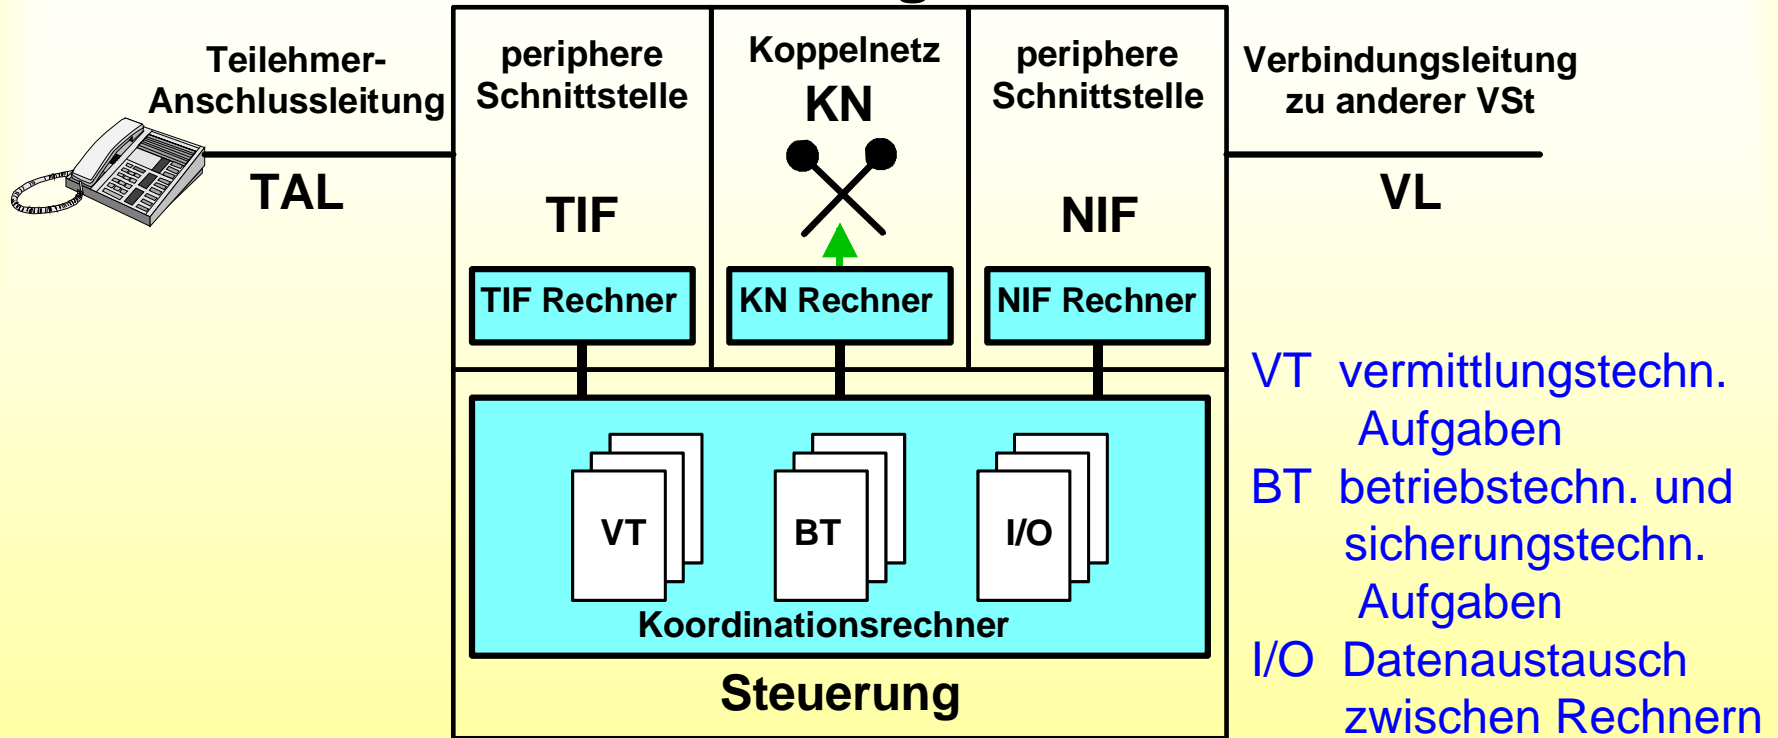 Teilehmer-
Anschlussleitung
TAL
periphere
Schnittstelle
TIF
TIF Rechner
Koppelnetz
KN
KN Rechner
periphere
Schnittstelle
NIF
NIF Rechner
Verbindungsleitung
zu anderer VSt
VL
VT
BT
I/O
Koordinationsrechner
Steuerung
VT vermittlungstechn.
Aufgaben
BT betriebstechn. und
sicherungstechn.
Aufgaben
I/O Datenaustausch
zwischen Rechnern